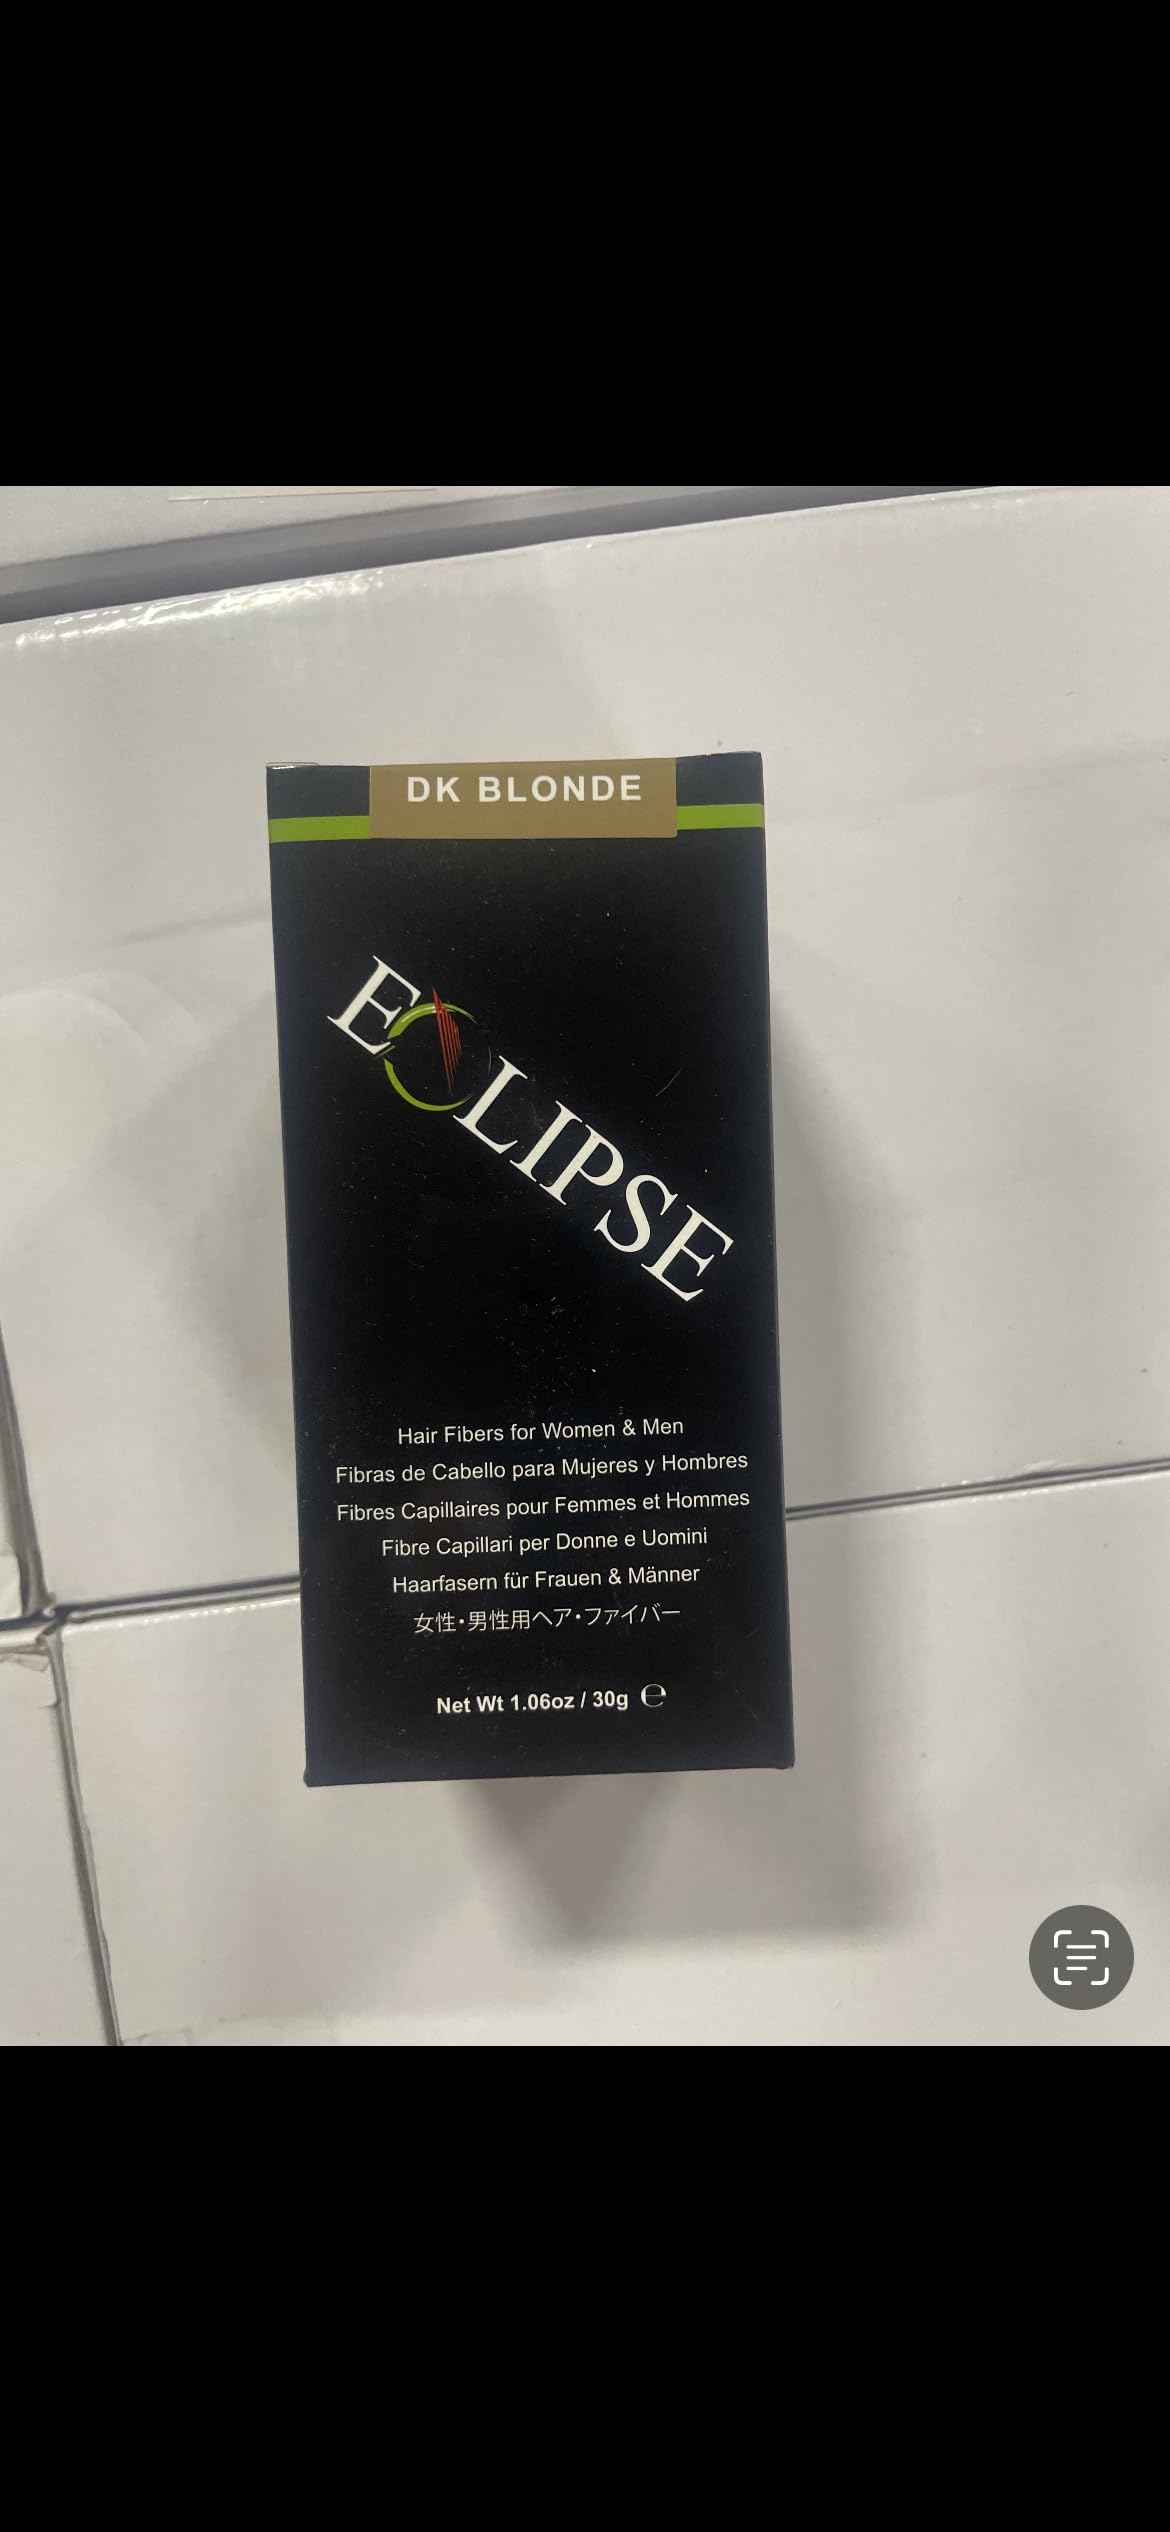 DK BLONDE
ECLIPSE
Hair Fibers for Women & Men
Fibras de Cabello para Mujeres y Hombres
Fibres Capillaires pour Femmes et Hommes
Fibre Capillari per Donne e Uomini
Haarfasern für Frauen & Männer
女性・男性用ヘア・ファイバー
Net Wt 1.06oz / 30g ℮